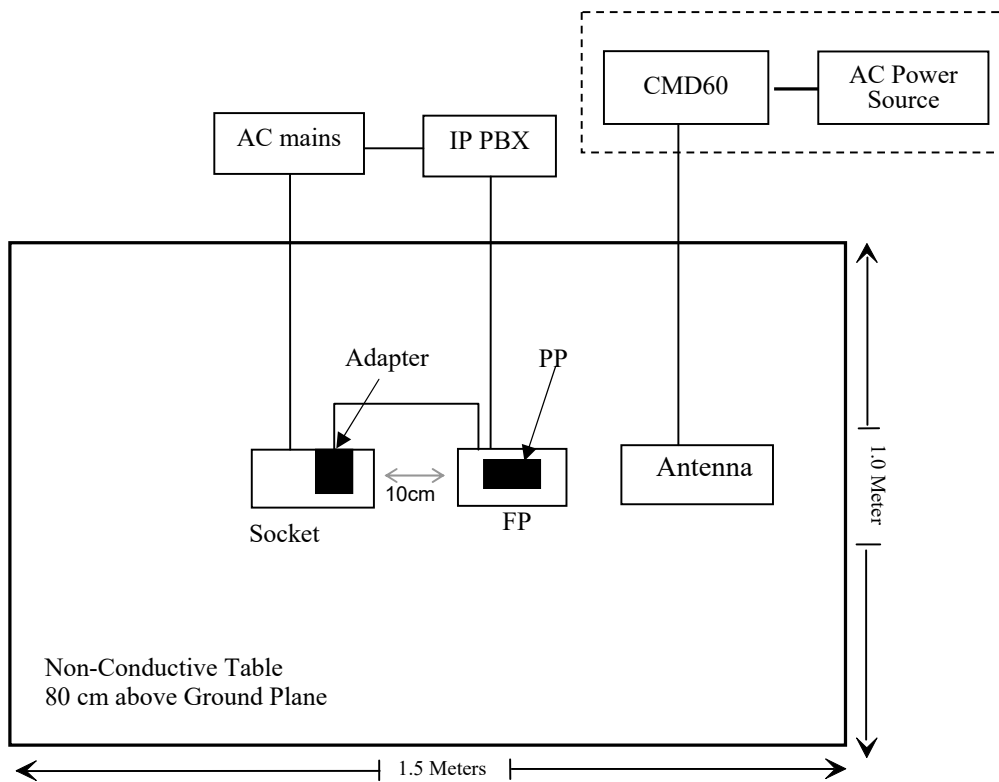 CMD60
AC Power
Source
AC mains
IP PBX
Adapter
PP
Antenna
10cm
Socket
FP
1.0 Meter
Non-Conductive Table
80 cm above Ground Plane
1.5 Meters